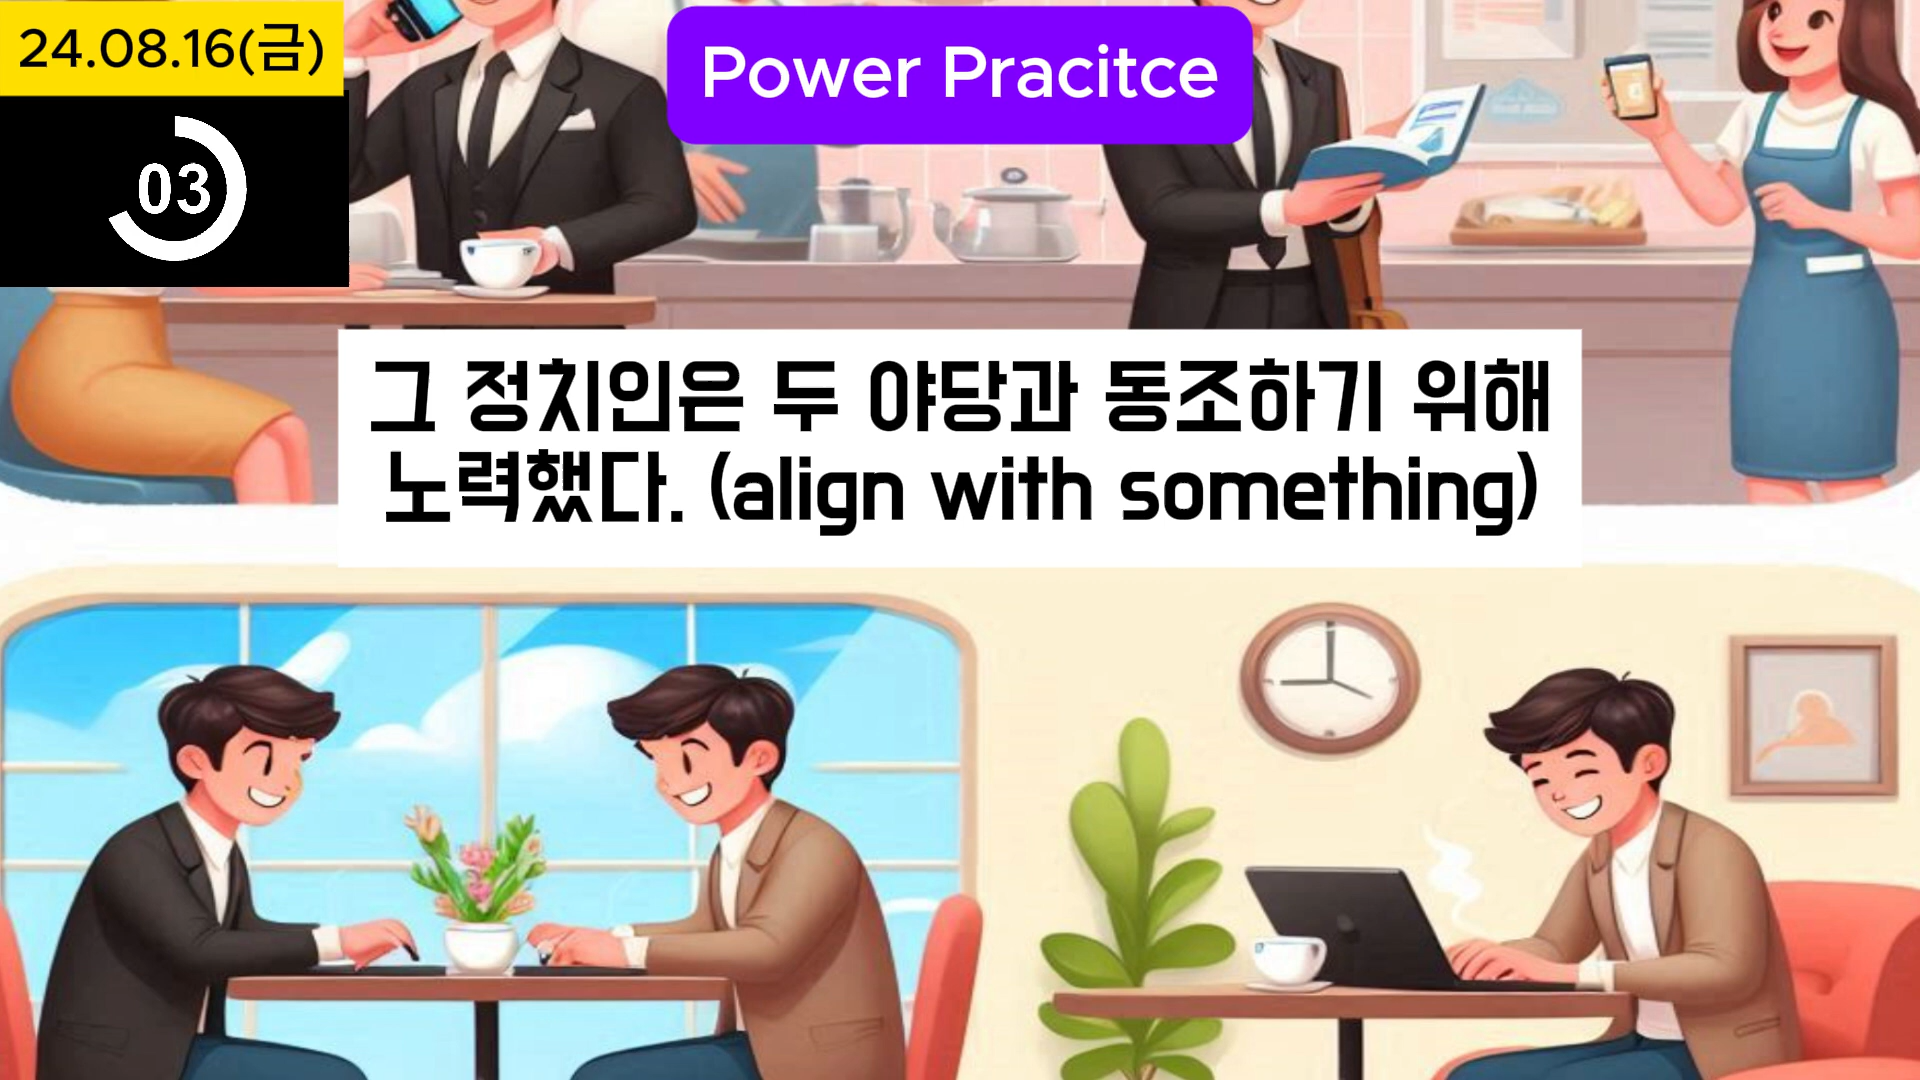 24.08.16(금)
Power Pracitce
03
그 정치인은 두 야당과 동조하기 위해
노력했다. (align with something)